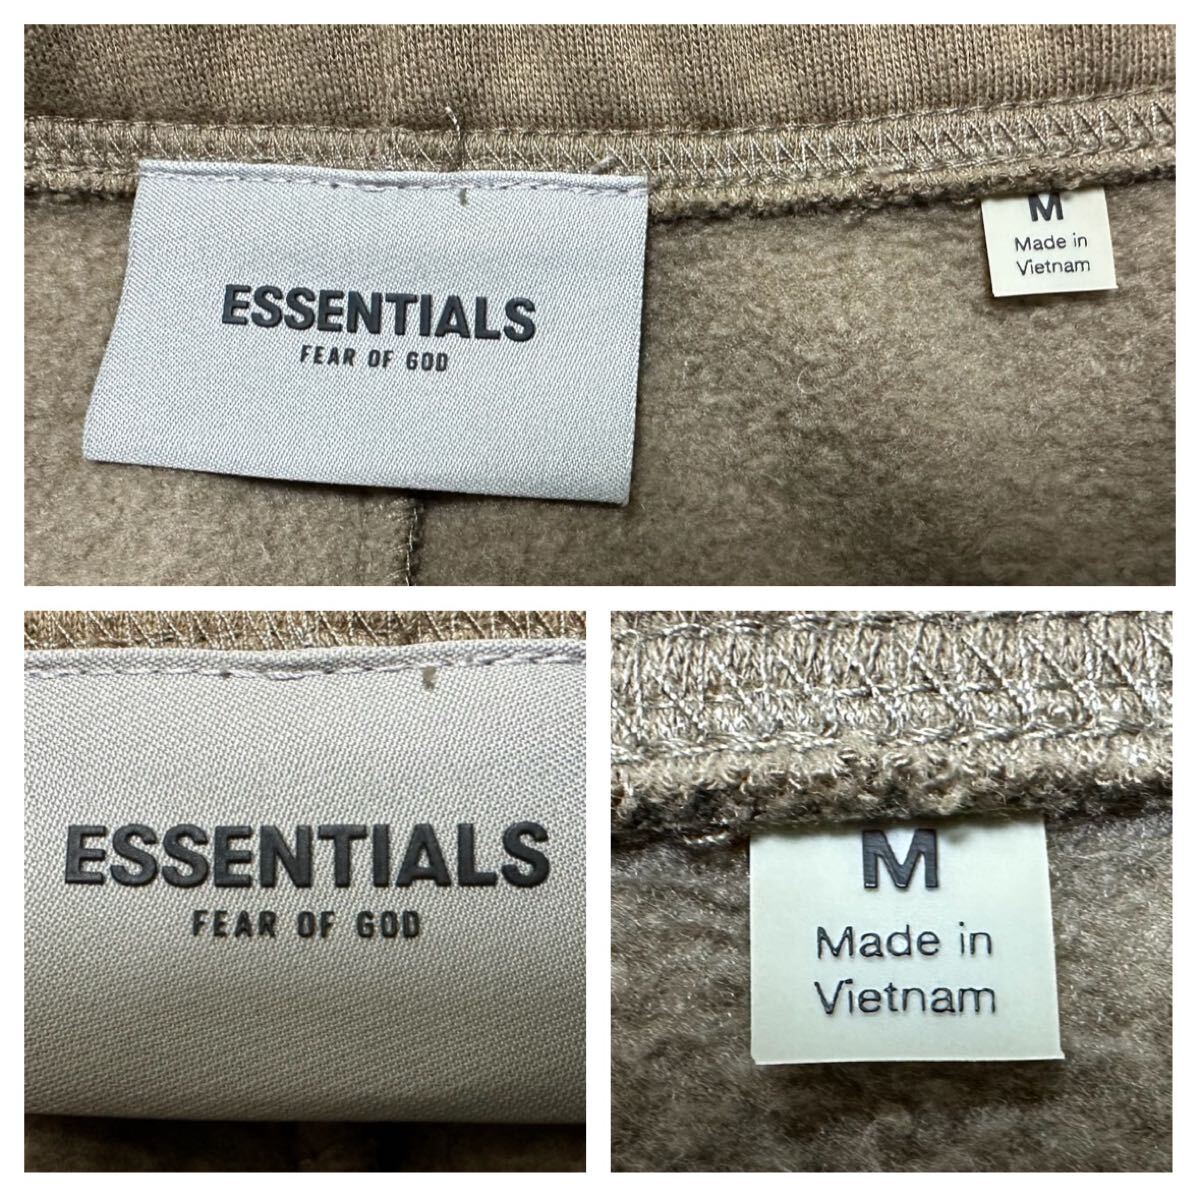 ESSENTIALS
FEAR OF GOD
M
Made in
Vietnam
ESSENTIALS
FEAR OF GOD
M
Made in
Vietnam